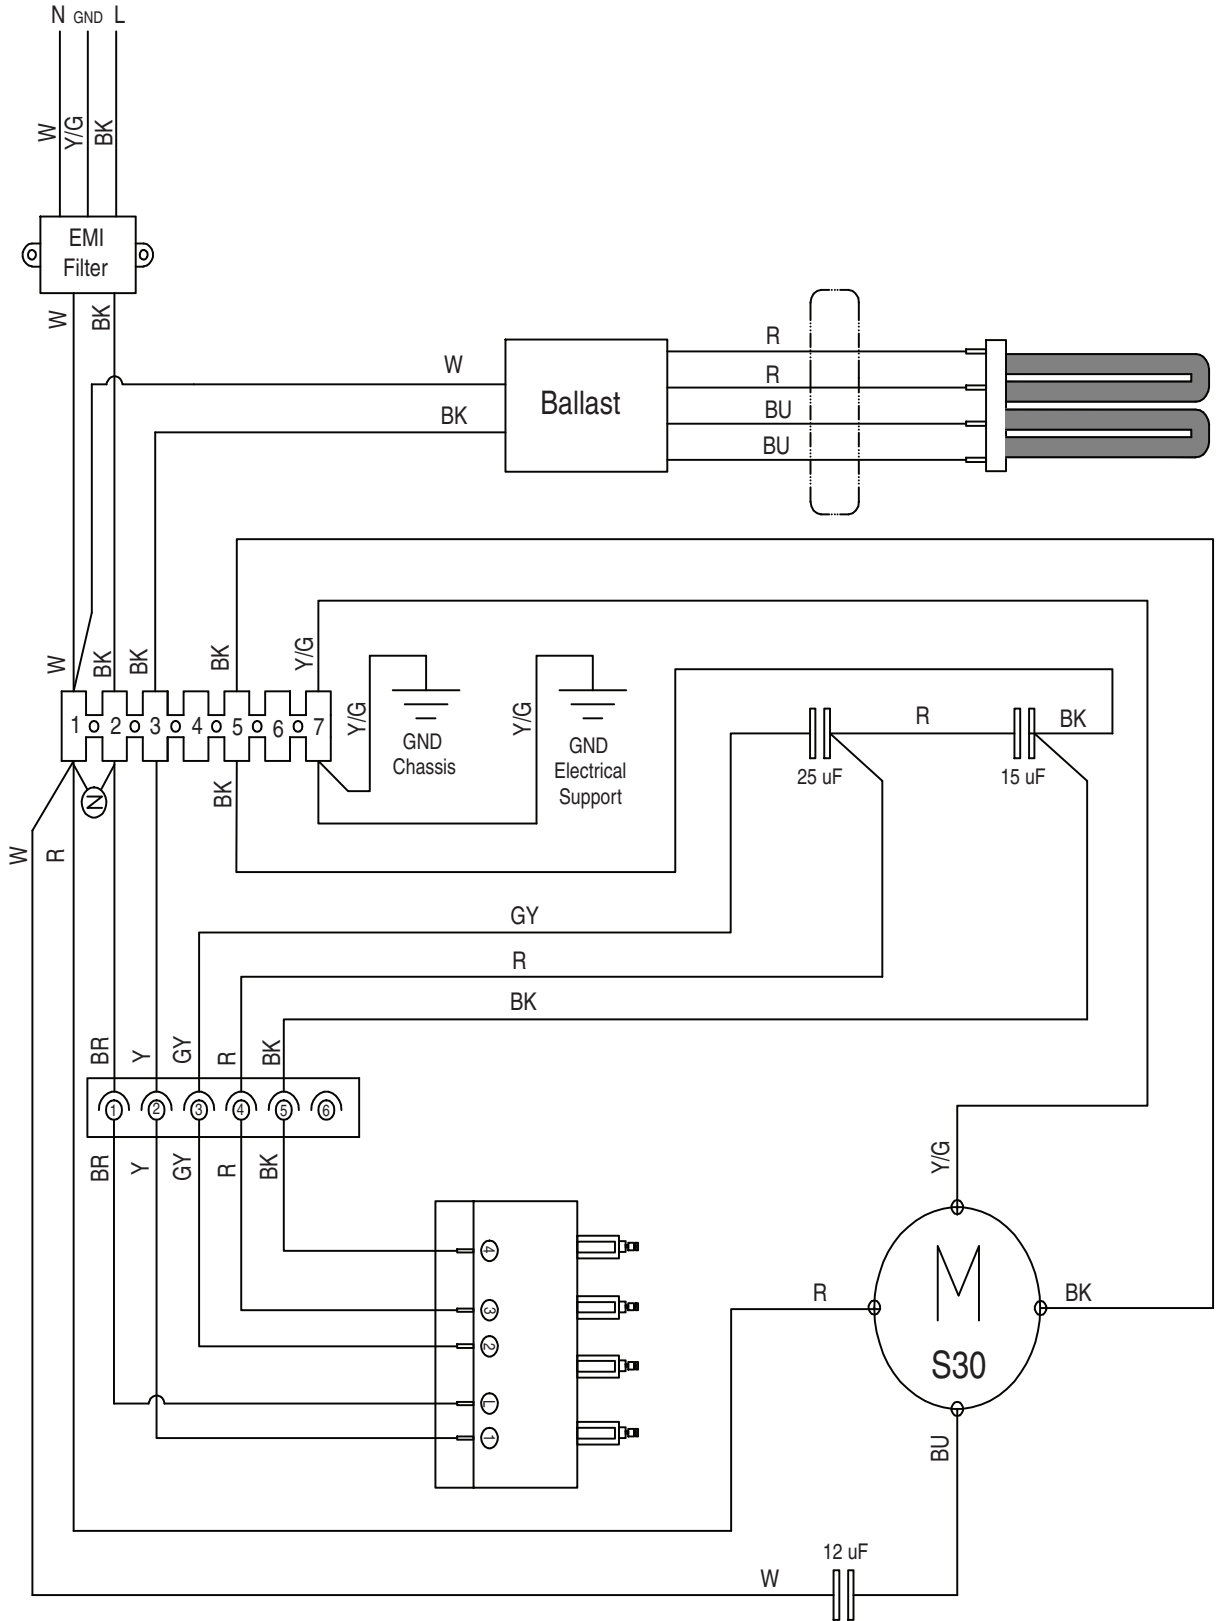 N GND L
W Y/G BK
EMI
Filter
W BK
R
W
R
Ballast
BK
BU
BU
W BK BK BK Y/G
1 2 3 4 5 6 7
Y/G
GND
Chassis
Y/G
GND
Electrical
Support
25 uF
R
15 uF
BK
N
BK
W R
GY
R
BK
BR Y GY R BK
1 2 3 4 5 6
BR Y GY R BK
4
3
2
L
1
Y/G
R
M
BK
S30
BU
12 uF
W